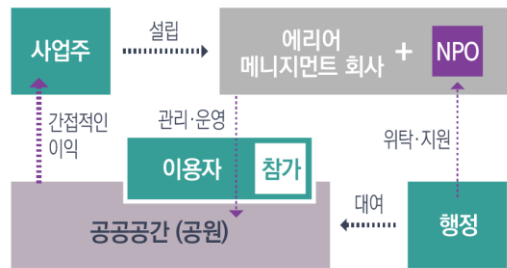 사업주
설립
에리어
메니지먼트 회사
+
NPO
간접적인
이익
관리·운영
위탁·지원
이용자
참가
공공공간 (공원)
대여
행정